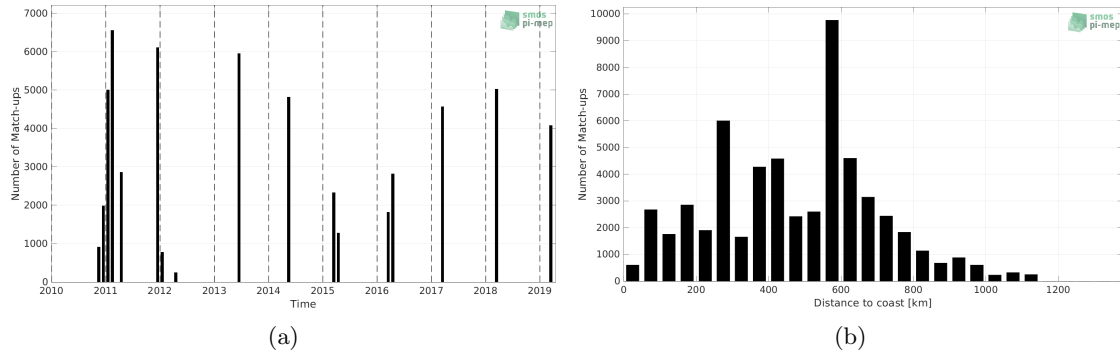 7000
6000
5000
4000
3000
2000
1000
0
Number of Match-ups
2010 2011 2012 2013 2014 2015 2016 2017 2018 2019
Time
smos
pi-mep
(a)
10000
9000
8000
7000
6000
5000
4000
3000
2000
1000
0
Number of Match-ups
0 200 400 600 800 1000 1200
Distance to coast [km]
smos
pi-mep
(b)